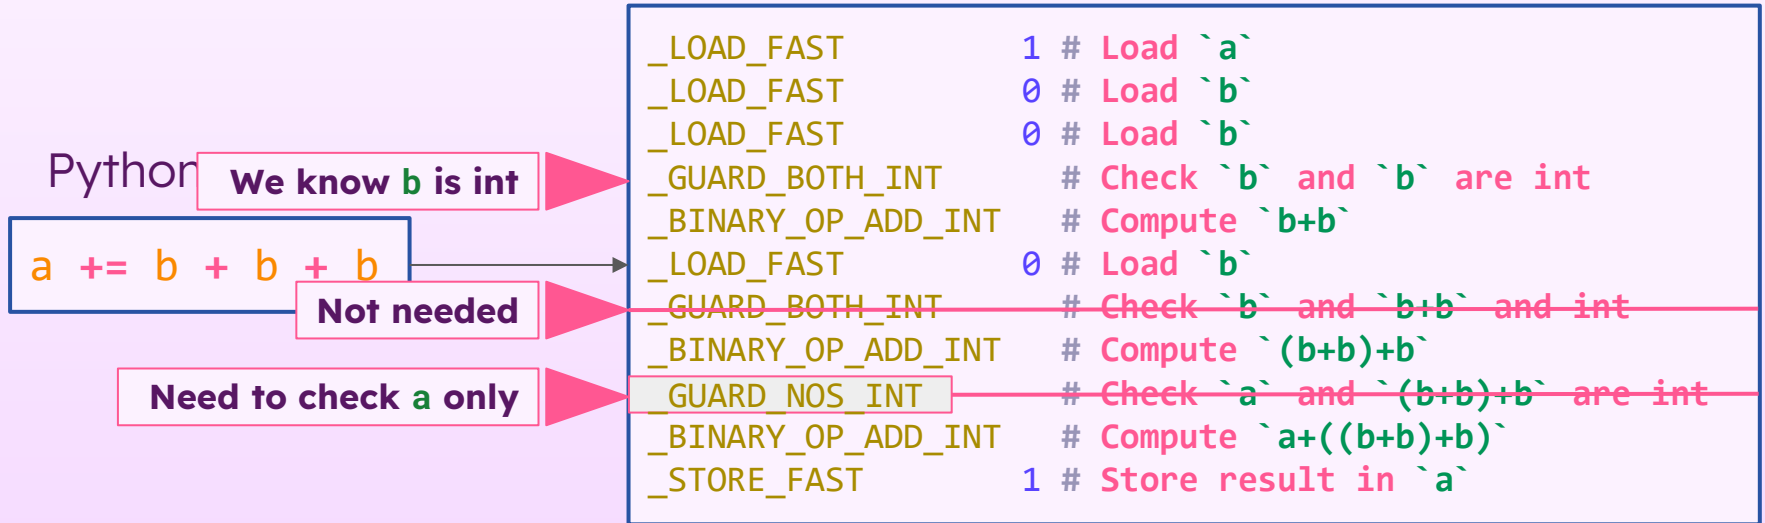 Python
a += b + b + b
We know b is int
Not needed
Need to check a only
_LOAD_FAST 1 # Load `a`
_LOAD_FAST 0 # Load `b`
_LOAD_FAST 0 # Load `b`
_GUARD_BOTH_INT # Check `b` and `b` are int
_BINARY_OP_ADD_INT # Compute `b+b`
_LOAD_FAST 0 # Load `b`
_GUARD_BOTH_INT # Check `b` and `b+b` and int
_BINARY_OP_ADD_INT # Compute `(b+b)+b`
_GUARD_NOS_INT # Check `a` and `(b+b)+b` are int
_BINARY_OP_ADD_INT # Compute `a+((b+b)+b)`
_STORE_FAST 1 # Store result in `a`